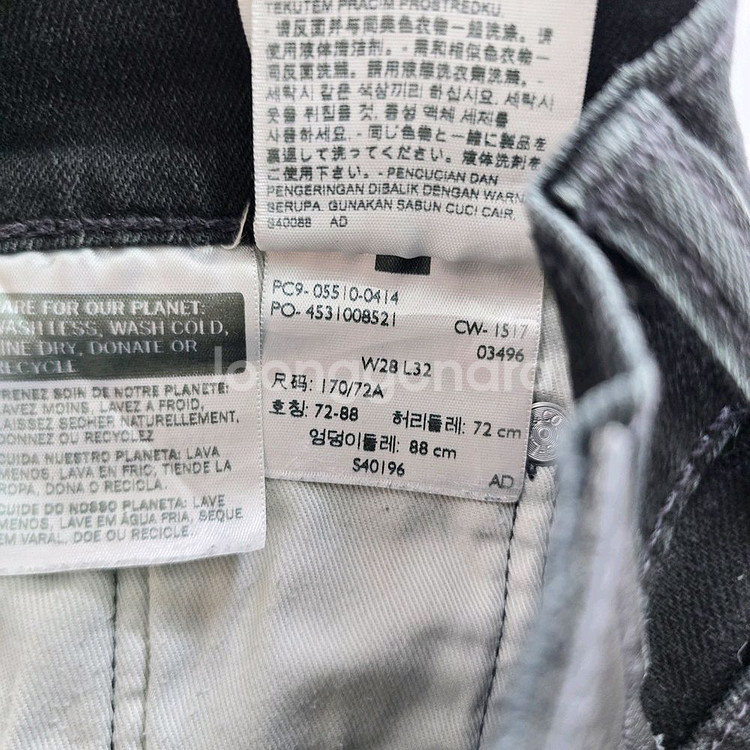 TEKUTEM PRACIM PROSTREDKU
- 请反面并与同类色衣物一起洗涤。请
使用液体清洁剂。- 需和相似色衣物一
同反面洗滌。請用液體洗衣劑洗滌。-
세탁시 같은 색상끼리 하십시요. 세탁시
옷을 뒤집을 것. 중성 액체 세제를
사용하세요. - 同じ色物と一緒に製品を
裏返して洗ってください。液体洗剤を
ご使用下さい。- PENCUCIAN DAN
PENGERINGAN DIBALIK DENGAN WARN
SERUPA. GUNAKAN SABUN CUCI CAIR.
S40088 AD
PC9- 05510-0414
PO- 4531008521
CW- 1517
03496
W28 L32
尺码: 170/72A
호칭: 72-88 허리둘레: 72 cm
엉덩이둘레: 88 cm
S40196
AD
ARE FOR OUR PLANET:
WASH LESS, WASH COLD,
INE DRY, DONATE OR
RECYCLE
PRENEZ SOIN DE NOTRE PLANETE:
LAVEZ MOINS, LAVEZ A FROID,
LAISSEZ SECHER NATURELLEMENT,
DONNEZ OU RECYCLEZ
CUIDA NUESTRO PLANETA: LAVA
MENOS, LAVA EN FRIO, TIENDE LA
ROPA, DONA O RECICLA.
CUIDE DO NOSSO PLANETA: LAVE
MENOS, LAVE EM ÁGUA FRIA, SEQUE
EM VARAL, DOE OU RECICLE.
loonggandra